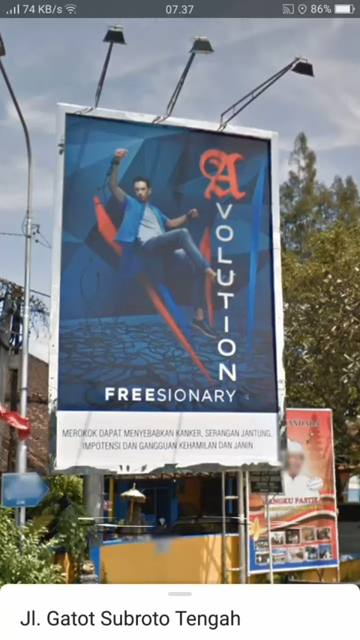 74 KB/s 07.37 86%
A
VOLUTION
FREESIONARY
MEROKOK DAPAT MENYEBABKAN KANKER, SERANGAN JANTUNG,
IMPOTENSI DAN GANGGUAN KEHAMILAN DAN JANIN
Jl. Gatot Subroto Tengah